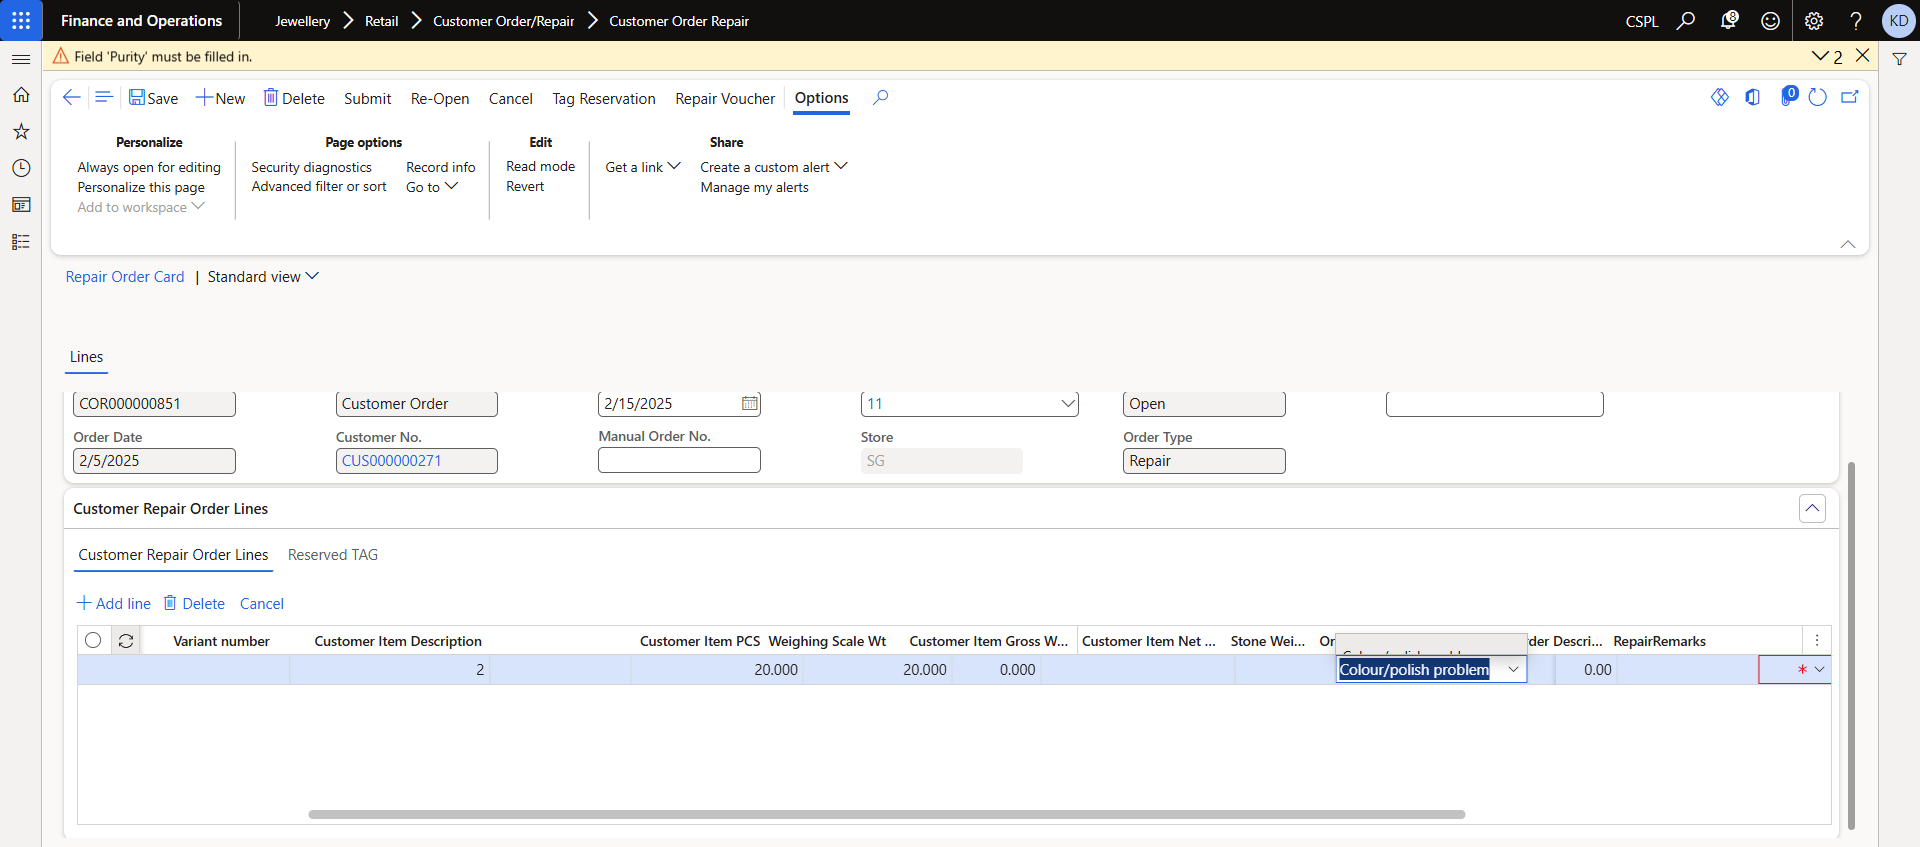 Finance and Operations
Jewellery > Retail > Customer Order/Repair > Customer Order Repair
CSPL
8
KD
Field 'Purity' must be filled in.
2
Save
New
Delete
Submit
Re-Open
Cancel
Tag Reservation
Repair Voucher
Options
0
Personalize
Always open for editing
Personalize this page
Add to workspace
Page options
Security diagnostics
Advanced filter or sort
Record info
Go to
Edit
Read mode
Revert
Get a link
Share
Create a custom alert
Manage my alerts
Repair Order Card | Standard view
Lines
COR000000851
Customer Order
2/15/2025
11
Open
Order Date
Customer No.
Manual Order No.
Store
Order Type
2/5/2025
CUS000000271
SG
Repair
Customer Repair Order Lines
Customer Repair Order Lines
Reserved TAG
Add line
Delete
Cancel
Variant number
Customer Item Description
Customer Item PCS
Weighing Scale Wt
Customer Item Gross W...
Customer Item Net ...
Stone Wei...
Or
der Descri...
RepairRemarks
2
20.000
20.000
0.000
Colour/polish problem
0.00
*